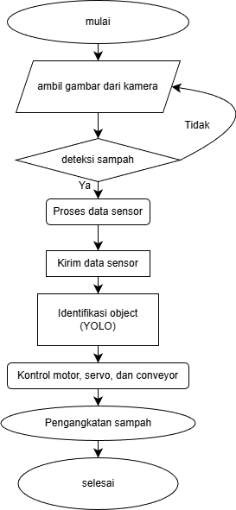 mulai
ambil gambar dari kamera
Tidak
deteksi sampah
Ya
Proses data sensor
Kirim data sensor
Identifikasi object
(YOLO)
Kontrol motor, servo, dan conveyor
Pengangkatan sampah
selesai